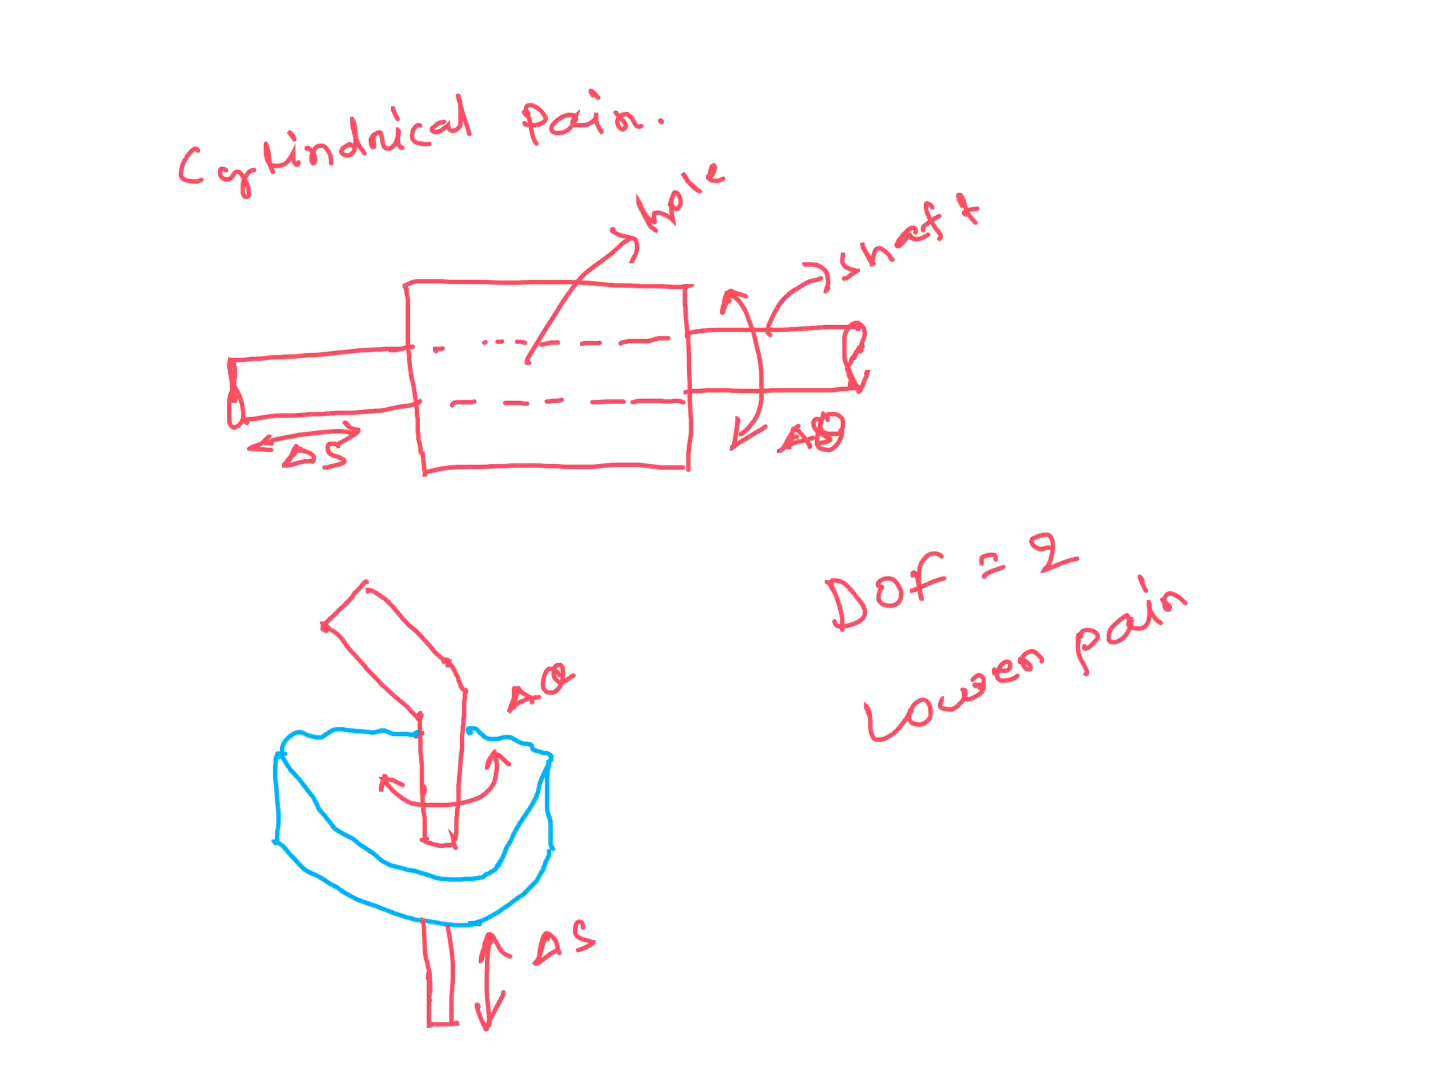 Cylindrical pair.
hole
shaft
ΔS
Δθ
DOF = 2
Lower pair
Δθ
ΔS